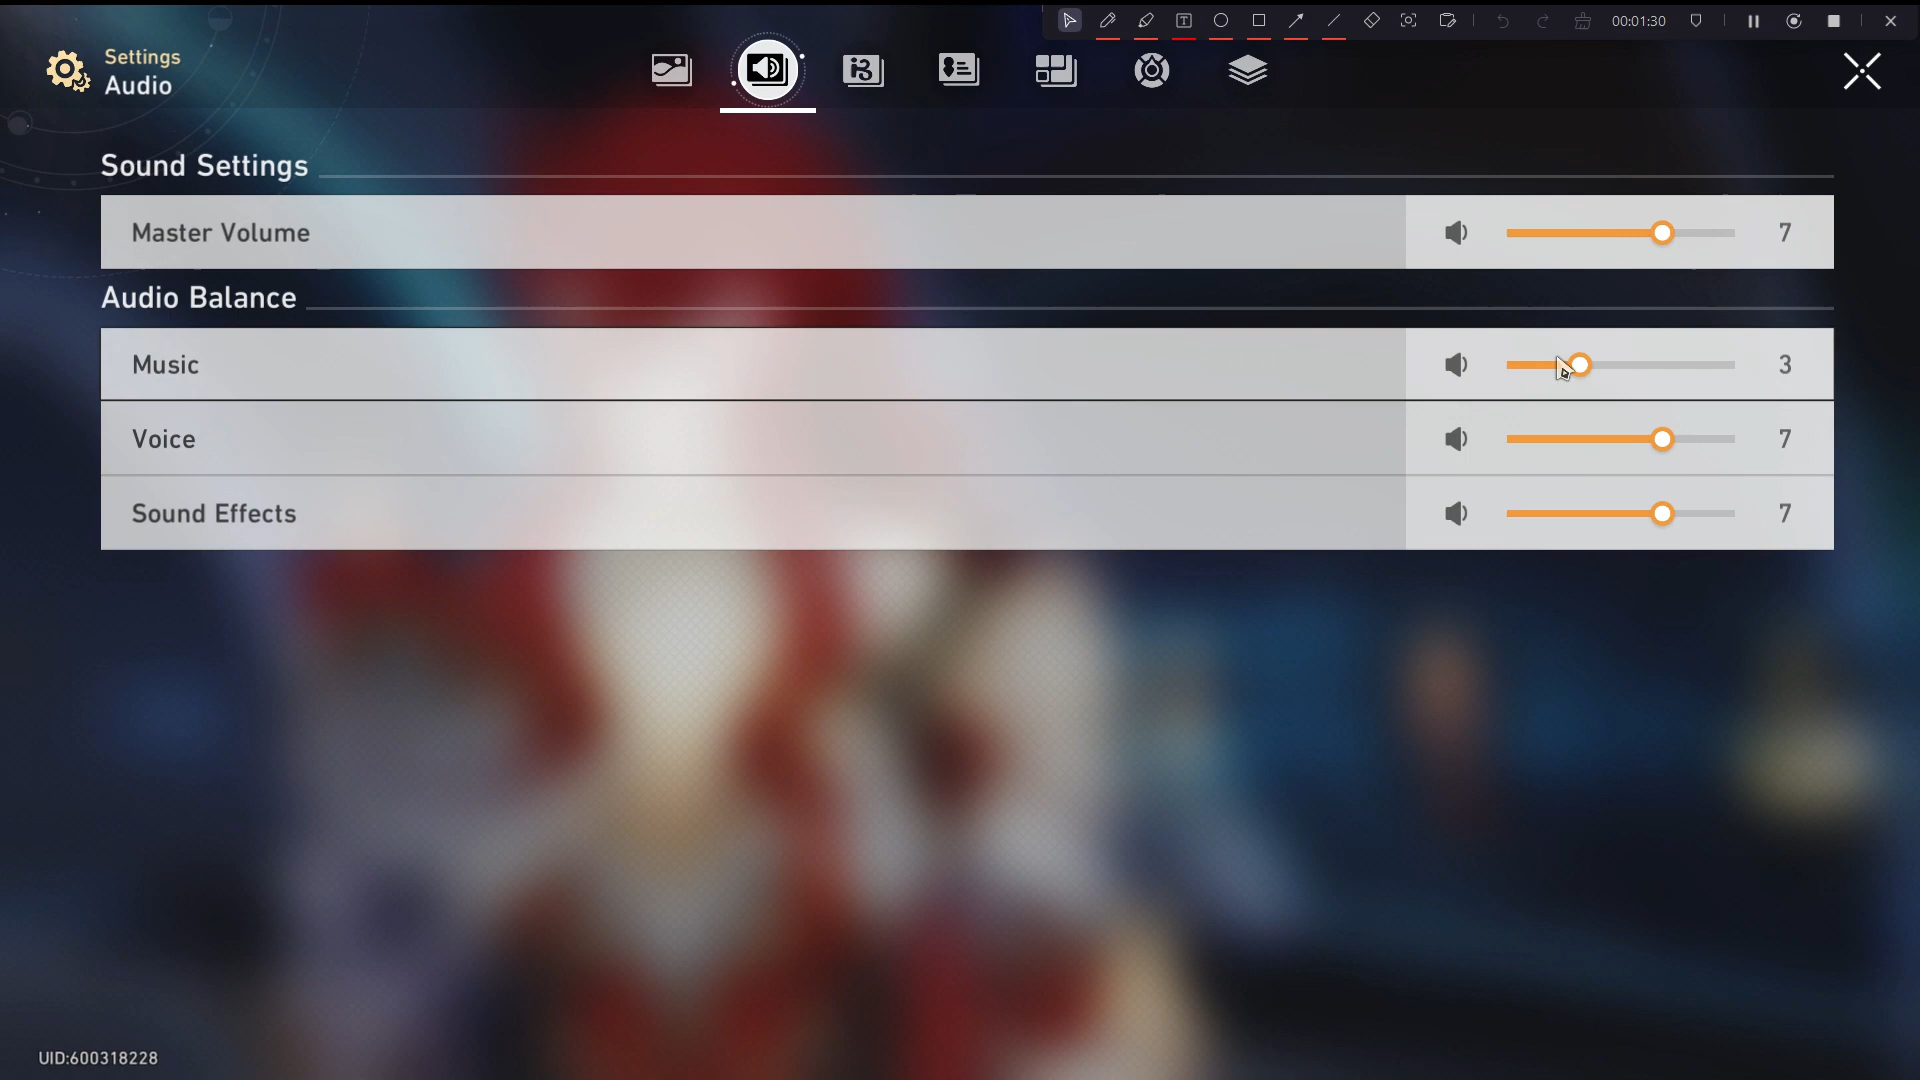 00:01:30
Settings
Audio
Sound Settings
Master Volume 7
Audio Balance
Music 3
Voice 7
Sound Effects 7
UID:600318228